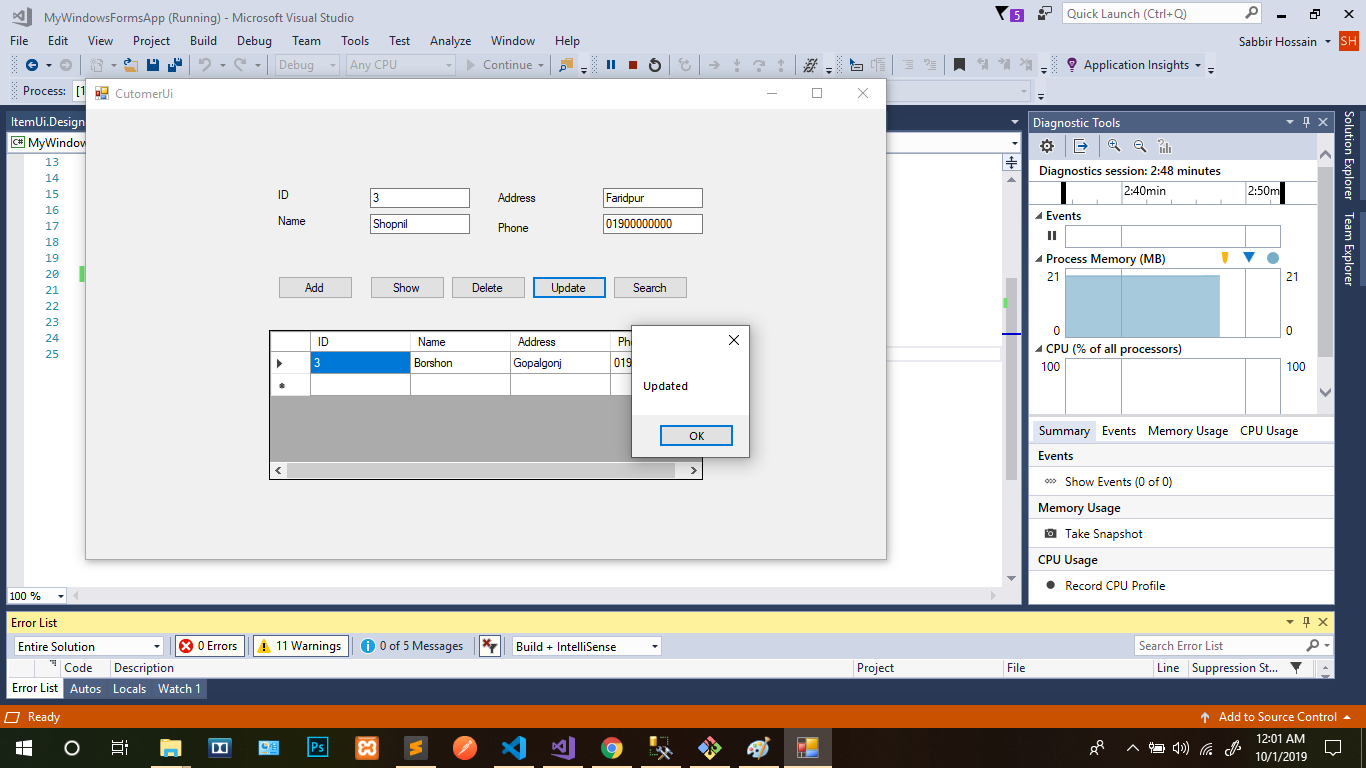 MyWindowsFormsApp (Running) - Microsoft Visual Studio
5
Quick Launch (Ctrl+Q)
File Edit View Project Build Debug Team Tools Test Analyze Window Help
Sabbir Hossain SH
Debug Any CPU Continue Application Insights
Process: [1
CutomerUi
ItemUi.Design
C# MyWindow
13
14
15
16
17
18
19
20
21
22
23
24
25
ID 3 Address Faridpur
Name Shopnil Phone 01900000000
Add Show Delete Update Search
ID Name Address Ph
3 Borshon Gopalgonj 019
Updated
OK
100 %
Diagnostic Tools
Diagnostics session: 2:48 minutes
2:40min 2:50m
Events
Process Memory (MB)
21 21
0 0
CPU (% of all processors)
100 100
Summary Events Memory Usage CPU Usage
Events
Show Events (0 of 0)
Memory Usage
Take Snapshot
CPU Usage
Record CPU Profile
Solution Explorer
Team Explorer
Error List
Entire Solution 0 Errors 11 Warnings 0 of 5 Messages Build + IntelliSense Search Error List
Code Description Project File Line Suppression St...
Error List Autos Locals Watch 1
Ready Add to Source Control
Ps
12:01 AM
10/1/2019